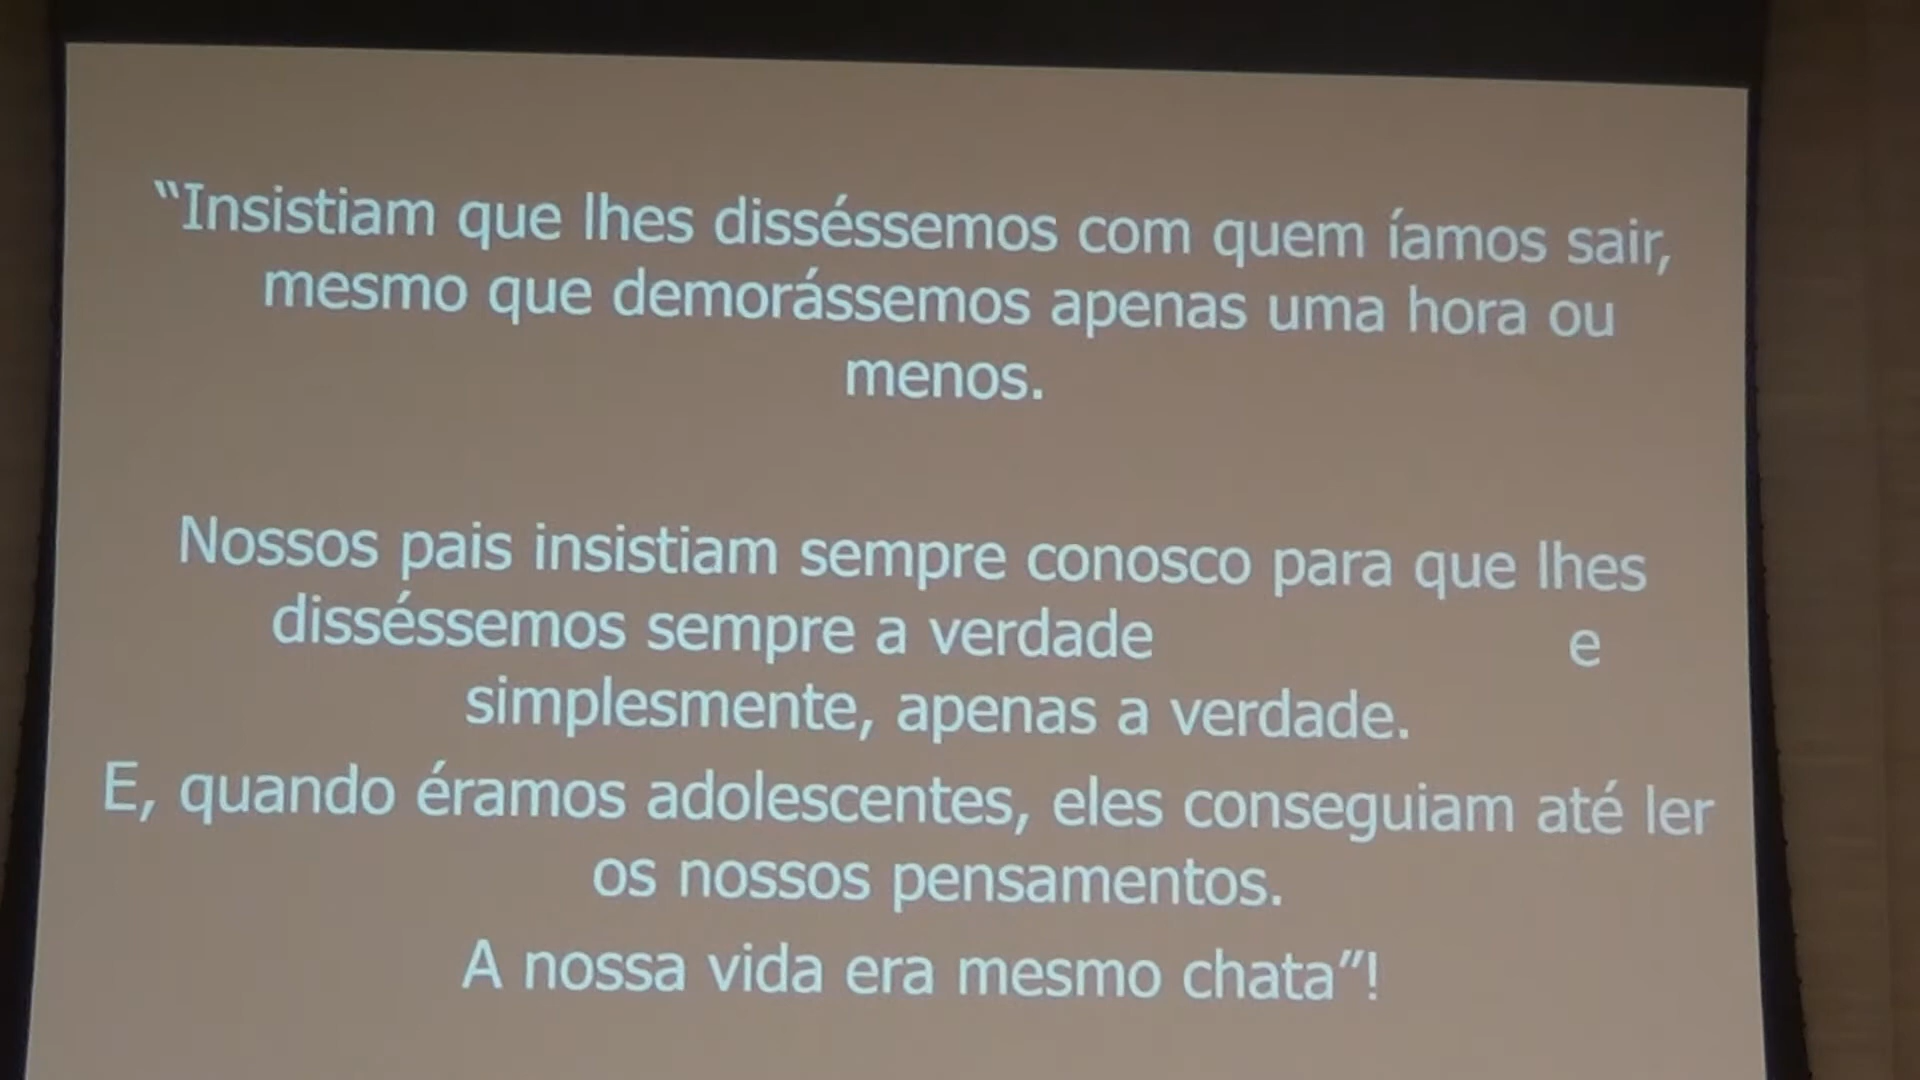 “Insistiam que lhes disséssemos com quem íamos sair,
mesmo que demorássemos apenas uma hora ou
menos.
Nossos pais insistiam sempre conosco para que lhes
disséssemos sempre a verdade e
simplesmente, apenas a verdade.
E, quando éramos adolescentes, eles conseguiam até ler
os nossos pensamentos.
A nossa vida era mesmo chata”!